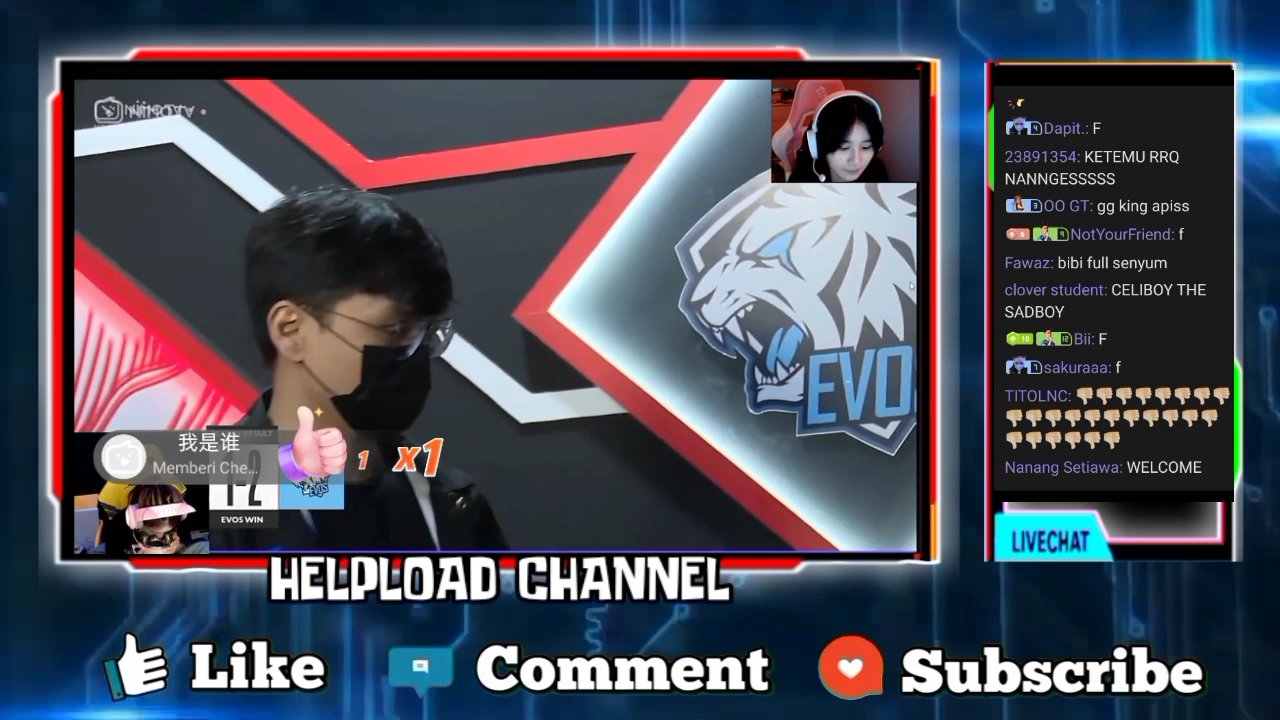 NIMOTV
Dapit.: F
23891354: KETEMU RRQ
NANNGESSSSS
OO GT: gg king apiss
NotYourFriend: f
Fawaz: bibi full senyum
clover student: CELIBOY THE
SADBOY
Bii: F
sakuraaa: f
TITOLNC: 👎🏼👎🏼👎🏼👎🏼👎🏼👎🏼👎🏼👎🏼
👎🏼👎🏼👎🏼👎🏼👎🏼👎🏼👎🏼👎🏼👎🏼👎🏼👎🏼
👎🏼👎🏼👎🏼👎🏼👎🏼👎🏼
Nanang Setiawa: WELCOME
EVO
我是谁
Memberi Che...
1 x1
1-2
EVOS
EVOS WIN
LIVECHAT
HELPLOAD CHANNEL
Like
Comment
Subscribe